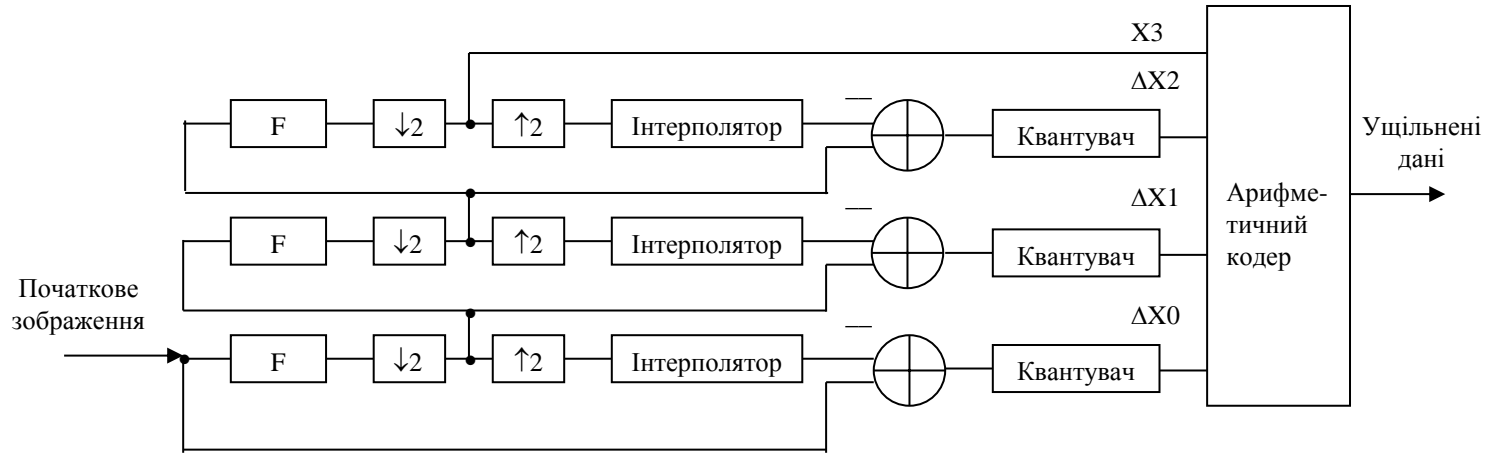 X3
ΔX2
F
↓2
↑2
Інтерполятор
—
Квантувач
Ущільнені
дані
ΔX1
F
↓2
↑2
Інтерполятор
—
Квантувач
Арифме-
тичний
кодер
Початкове
зображення
ΔX0
F
↓2
↑2
Інтерполятор
—
Квантувач